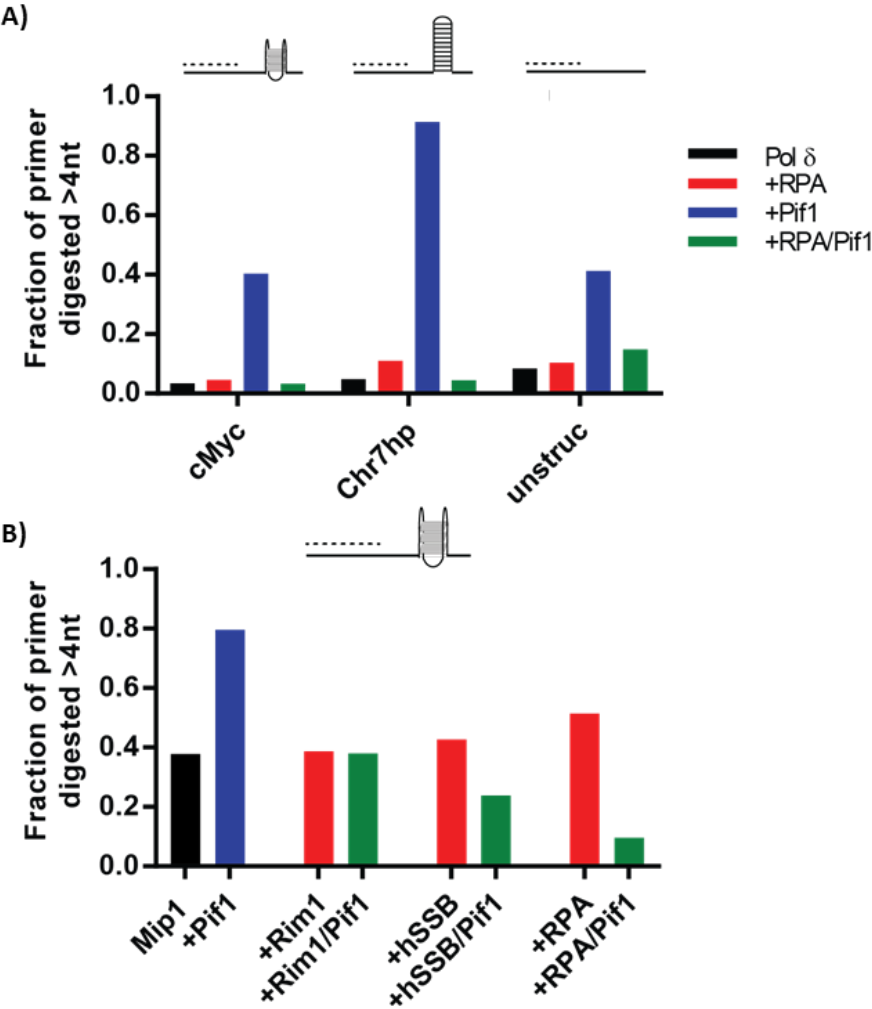 A)
Fraction of primer
digested >4nt
1.0
0.8
0.6
0.4
0.2
0.0
cMyc
Chr7hp
unstruc
Pol δ
+RPA
+Pif1
+RPA/Pif1
B)
Fraction of primer
digested >4nt
1.0
0.8
0.6
0.4
0.2
0.0
Mip1
+Pif1
+Rim1
+Rim1/Pif1
+hSSB
+hSSB/Pif1
+RPA
+RPA/Pif1